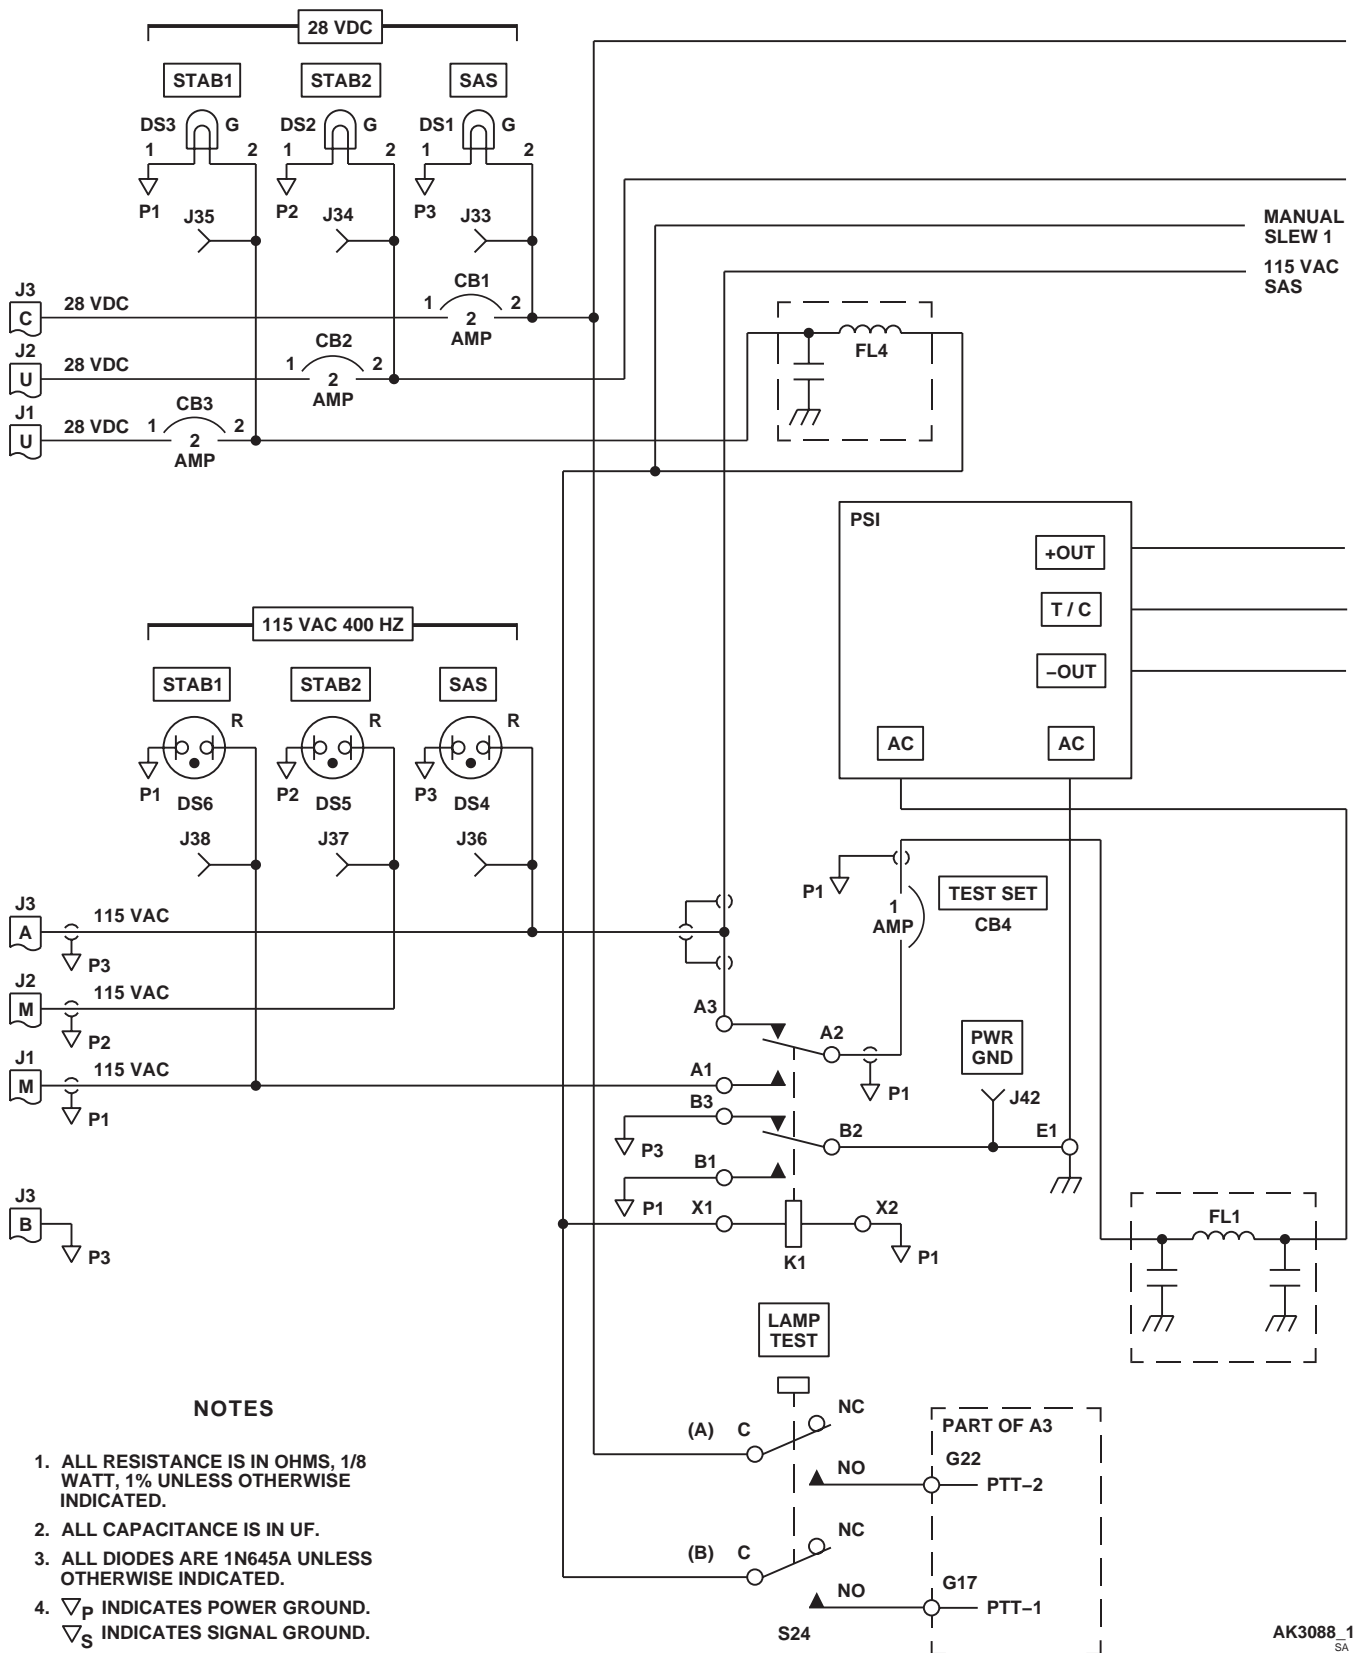 28 VDC
STAB1 STAB2 SAS
DS3 G DS2 G DS1 G
1 2 1 2 1 2
P1 P2 P3
J35 J34 J33
MANUAL
SLEW 1
115 VAC
SAS
J3
C 28 VDC 1 CB1 2
2
AMP
J2
U 28 VDC 1 CB2 2
2
AMP
J1
U 28 VDC 1 CB3 2
2
AMP
FL4
PSI
+OUT
T / C
–OUT
AC AC
115 VAC 400 HZ
STAB1 STAB2 SAS
R R R
P1 DS6 P2 DS5 P3 DS4
J38 J37 J36
P1
1
AMP
TEST SET
CB4
J3
A 115 VAC
P3
J2
M 115 VAC
P2
J1
M 115 VAC
P1
A3
A2
A1
P1
PWR
GND
J42
B3
P3
B2
E1
B1
P1
X1 X2
K1
P1
J3
B
P3
FL1
LAMP
TEST
(A) C NC
NO
PART OF A3
G22
PTT–2
(B) C NC
NO
G17
PTT–1
S24
NOTES
1. ALL RESISTANCE IS IN OHMS, 1/8
WATT, 1% UNLESS OTHERWISE
INDICATED.
2. ALL CAPACITANCE IS IN UF.
3. ALL DIODES ARE 1N645A UNLESS
OTHERWISE INDICATED.
4. ▽P INDICATES POWER GROUND.
▽S INDICATES SIGNAL GROUND.
AK3088_1
SA